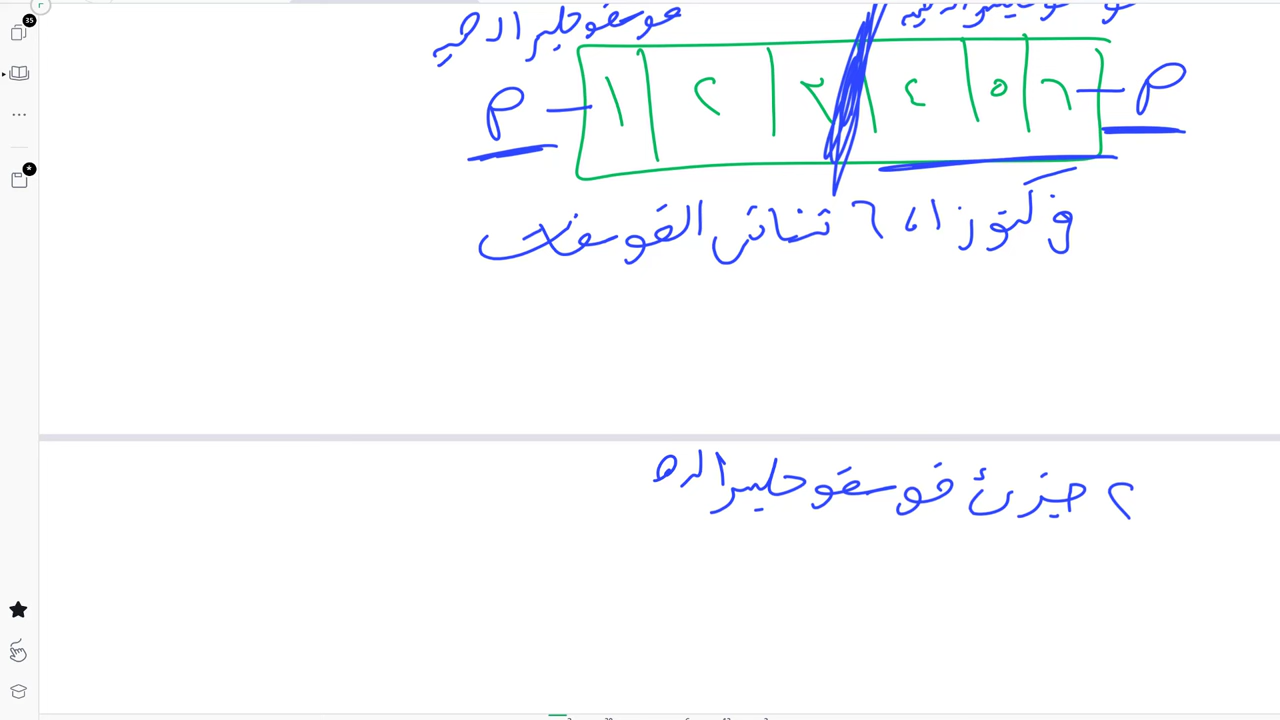 فوسفوجليسرالدهيد
P ١ ٢ ٣ ٤ ٥ ٦ P
فركتوز ١،٦ ثنائي الفوسفات
٢ جزئ فوسفوجليسرالده